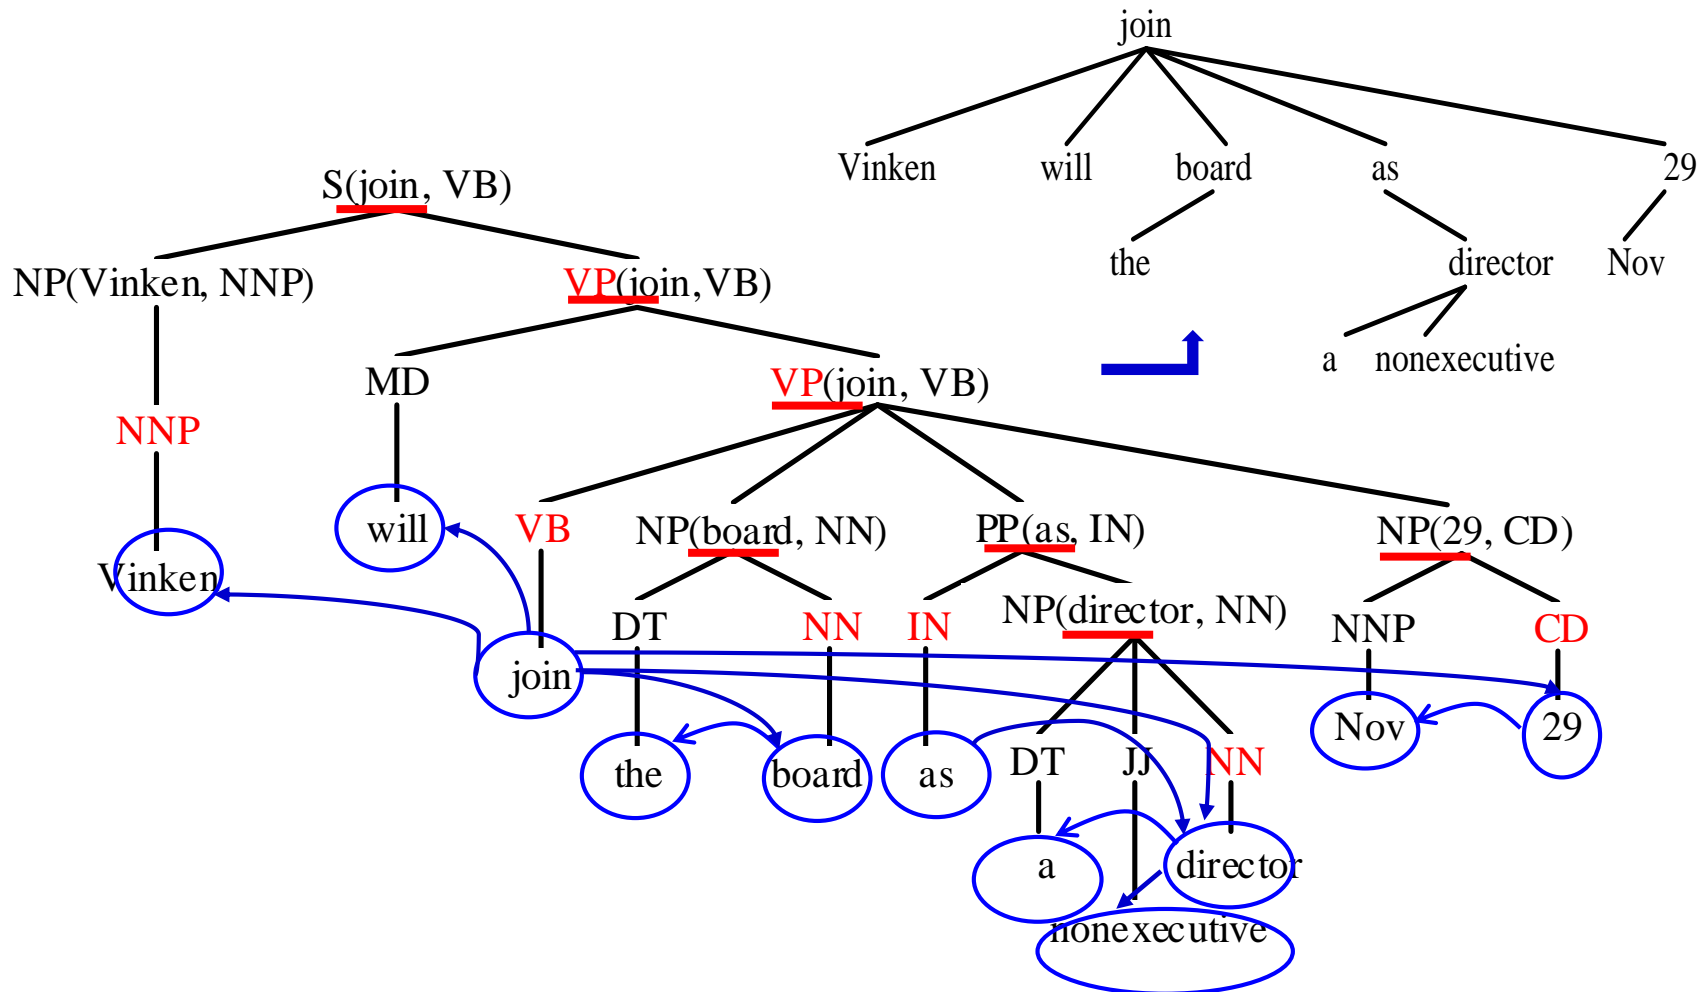 join
Vinken will board as 29
S(join, VB)
the director Nov
NP(Vinken, NNP) VP(join,VB)
a nonexecutive
MD VP(join, VB)
NNP
will VB NP(board, NN) PP(as, IN) NP(29, CD)
Vinken
DT NN IN NP(director, NN) NNP CD
join
Nov 29
the board as DT JJ NN
a director
nonexecutive